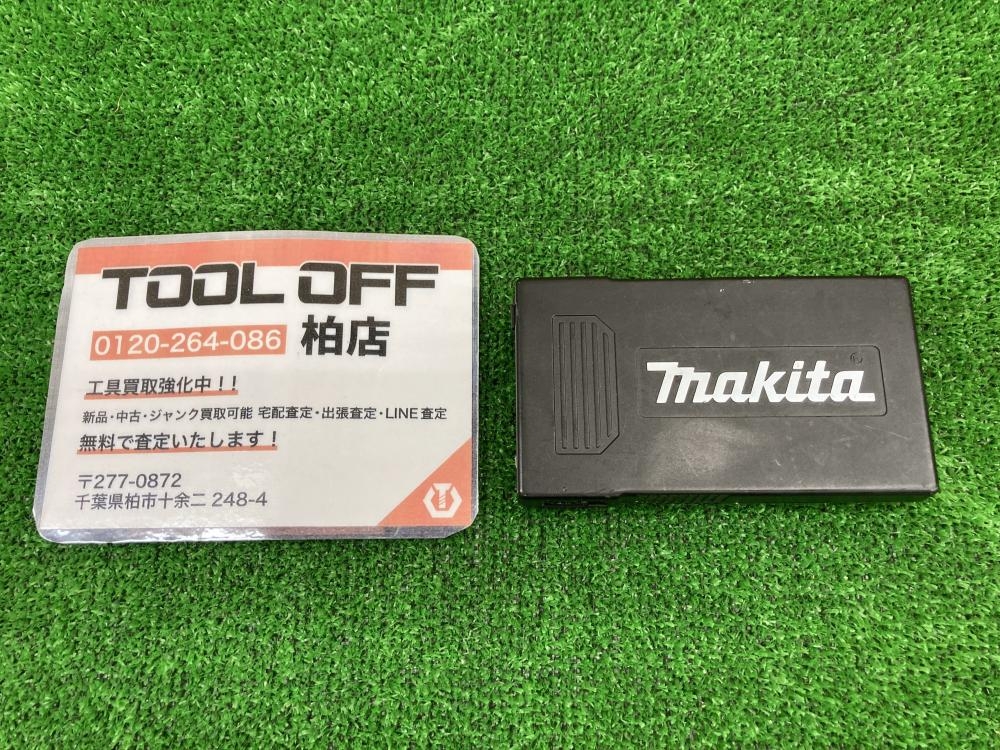 TOOL OFF
0120-264-086 柏店
工具買取強化中！！
新品・中古・ジャンク買取可能 宅配査定・出張査定・LINE査定
無料で査定いたします！
〒277-0872
千葉県柏市十余二 248-4
makita®